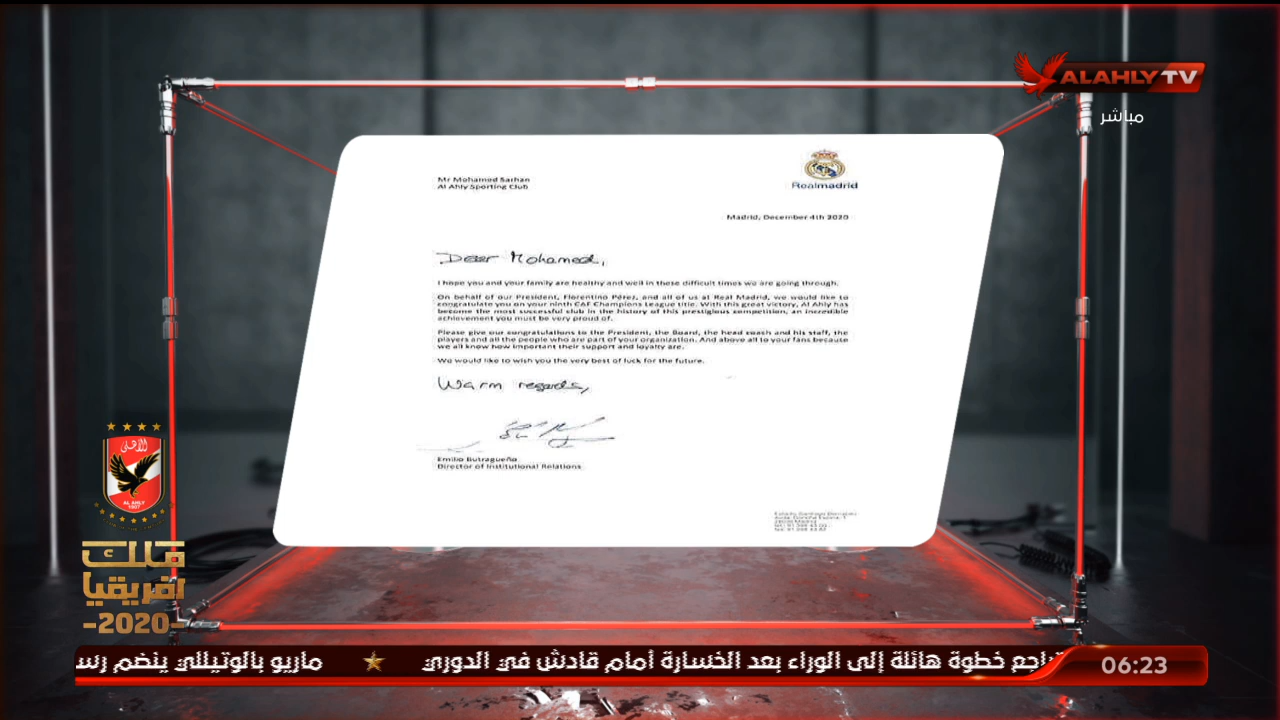 ALAHLY TV
مباشر
Realmadrid
Mr Mohamed Sarhan
Al Ahly Sporting Club
Madrid, December 4th 2020
Dear Mohamed,
I hope you and your family are healthy and well in these difficult times we are going through.
On behalf of our President, Florentino Pérez, and all of us at Real Madrid, we would like to
congratulate you on your ninth CAF Champions League title. With this great victory, Al Ahly has
become the most successful club in the history of this prestigious competition, an incredible
achievement you must be very proud of.
Please give our congratulations to the President, the Board, the head coach and his staff, the
players and all the people who are part of your organization. And above all to your fans because
we all know how important their support and loyalty are.
We would like to wish you the very best of luck for the future.
Warm regards,
Emilio Butragueño
Director of Institutional Relations
الأهلي
AL AHLY
1907
ملك
افريقيا
-2020-
يتراجع خطوة هائلة إلى الوراء بعد الخسارة أمام قادش في الدوري ★ ماريو بالوتيللي ينضم رس
06:23